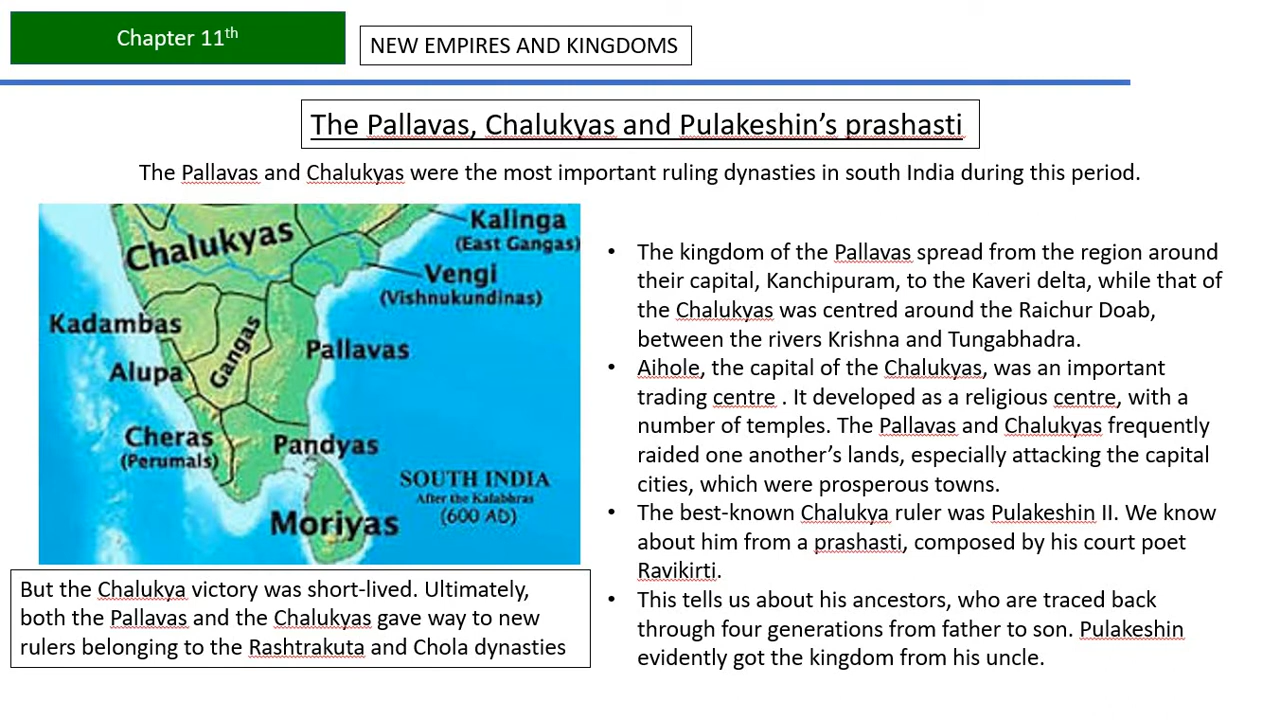 Chapter 11th
NEW EMPIRES AND KINGDOMS
The Pallavas, Chalukyas and Pulakeshin’s prashasti
The Pallavas and Chalukyas were the most important ruling dynasties in south India during this period.
Chalukyas
Kalinga
(East Gangas)
Vengi
(Vishnukundinas)
Kadambas
Gangas
Pallavas
Alupa
Cheras
(Perumals)
Pandyas
SOUTH INDIA
After the Kalabhras
(600 AD)
Moriyas
But the Chalukya victory was short-lived. Ultimately,
both the Pallavas and the Chalukyas gave way to new
rulers belonging to the Rashtrakuta and Chola dynasties
• The kingdom of the Pallavas spread from the region around
their capital, Kanchipuram, to the Kaveri delta, while that of
the Chalukyas was centred around the Raichur Doab,
between the rivers Krishna and Tungabhadra.
• Aihole, the capital of the Chalukyas, was an important
trading centre . It developed as a religious centre, with a
number of temples. The Pallavas and Chalukyas frequently
raided one another’s lands, especially attacking the capital
cities, which were prosperous towns.
• The best-known Chalukya ruler was Pulakeshin II. We know
about him from a prashasti, composed by his court poet
Ravikirti.
• This tells us about his ancestors, who are traced back
through four generations from father to son. Pulakeshin
evidently got the kingdom from his uncle.